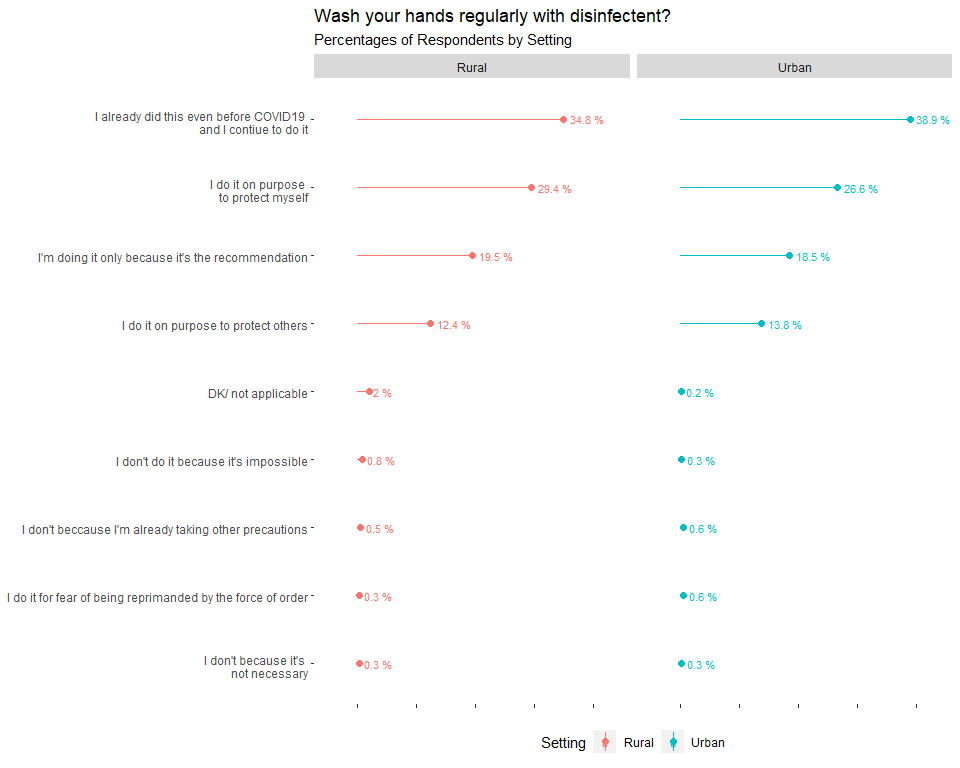 Wash your hands regularly with disinfectent?
Percentages of Respondents by Setting
Rural
Urban
I already did this even before COVID19
and I contiue to do it
34.8 %
38.9 %
I do it on purpose
to protect myself
29.4 %
26.6 %
I'm doing it only because it's the recommendation
19.5 %
18.5 %
I do it on purpose to protect others
12.4 %
13.8 %
DK/ not applicable
2 %
0.2 %
I don't do it because it's impossible
0.8 %
0.3 %
I don't beccause I'm already taking other precautions
0.5 %
0.6 %
I do it for fear of being reprimanded by the force of order
0.3 %
0.6 %
I don't because it's
not necessary
0.3 %
0.3 %
Setting
Rural
Urban